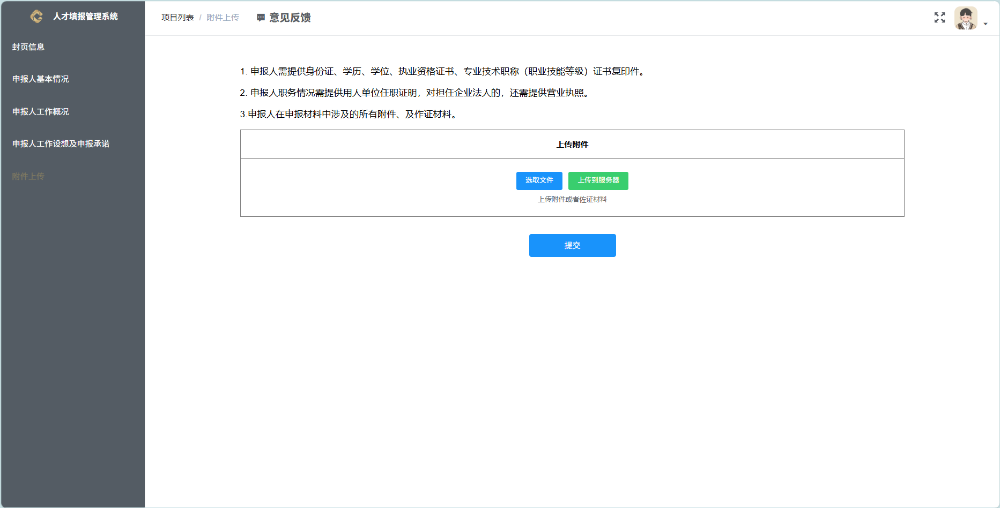 人才填报管理系统
项目列表 / 附件上传 意见反馈
封页信息
申报人基本情况
申报人工作概况
申报人工作设想及申报承诺
附件上传
1. 申报人需提供身份证、学历、学位、执业资格证书、专业技术职称（职业技能等级）证书复印件。
2. 申报人职务情况需提供用人单位任职证明，对担任企业法人的，还需提供营业执照。
3.申报人在申报材料中涉及的所有附件、及作证材料。
上传附件
选取文件 上传到服务器
上传附件或者佐证材料
提交